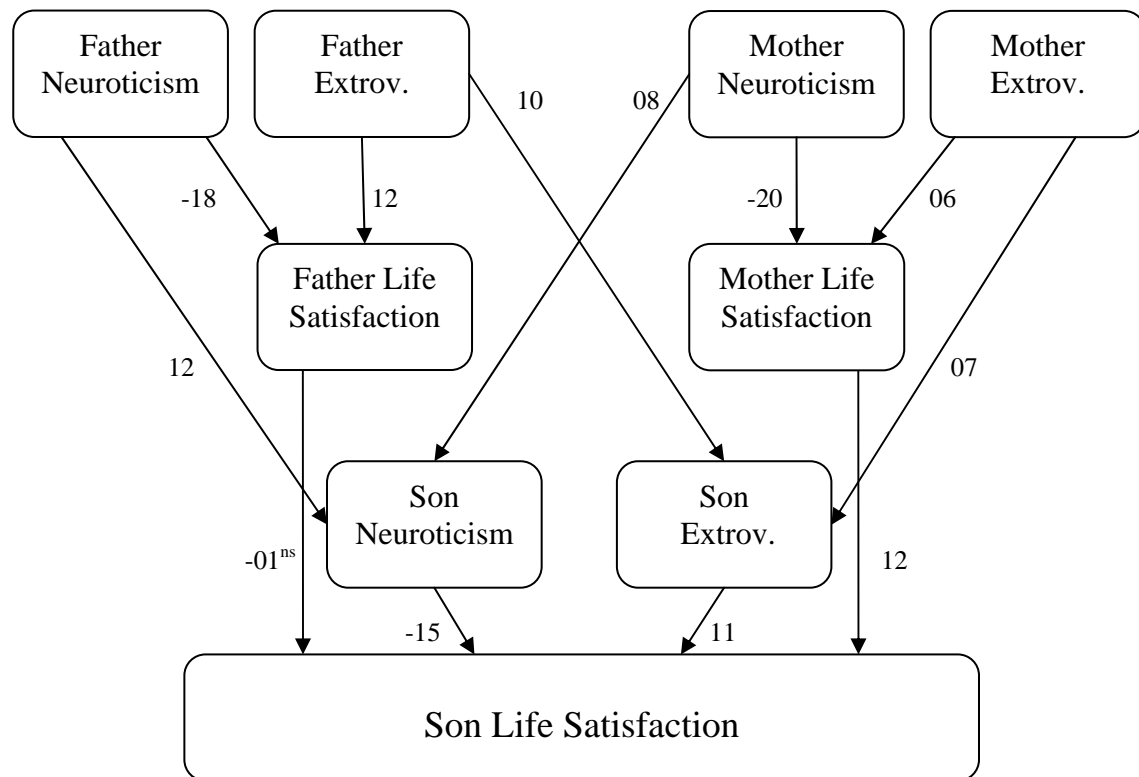 Father
Neuroticism
Father
Extrov.
Mother
Neuroticism
Mother
Extrov.
10
08
-18
12
-20
06
Father Life
Satisfaction
Mother Life
Satisfaction
12
07
Son
Neuroticism
Son
Extrov.
-01ns
12
-15
11
Son Life Satisfaction